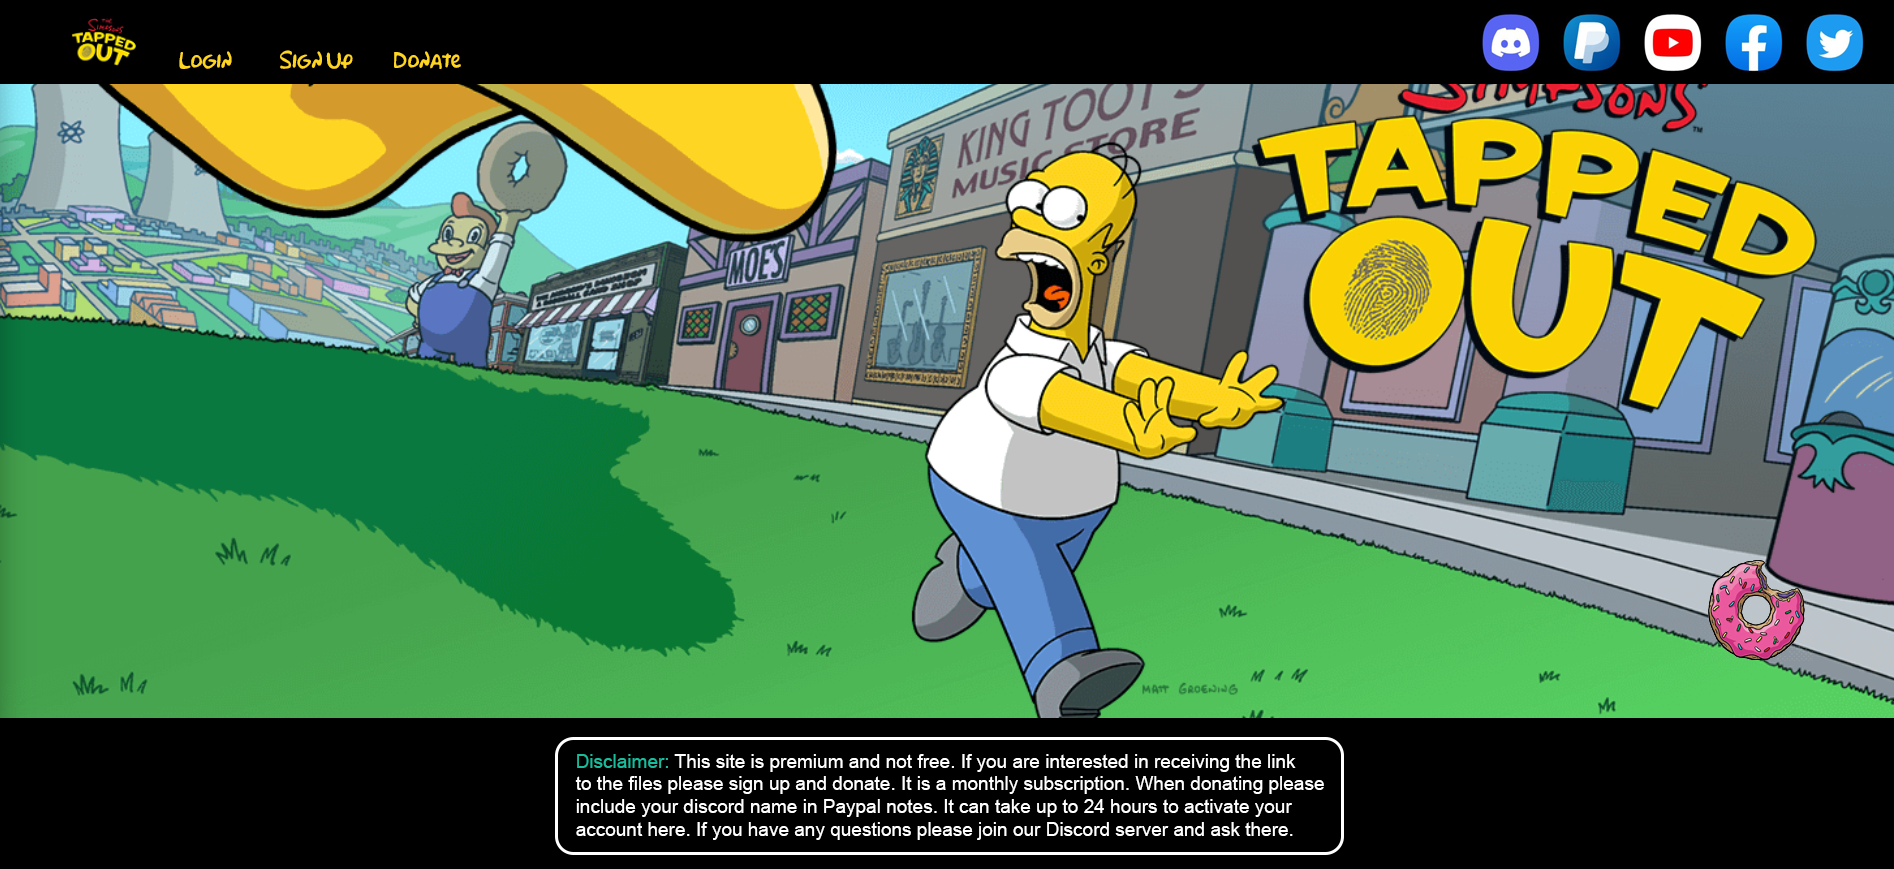 THE
SIMPSONS
TAPPED
OUT
LOGIN
SIGN UP
DONATE
KING TOOT'S
MUSIC STORE
SIMPSONS
™
TAPPED
OUT
MOE'S
MATT GROENING
Disclaimer: This site is premium and not free. If you are interested in receiving the link
to the files please sign up and donate. It is a monthly subscription. When donating please
include your discord name in Paypal notes. It can take up to 24 hours to activate your
account here. If you have any questions please join our Discord server and ask there.